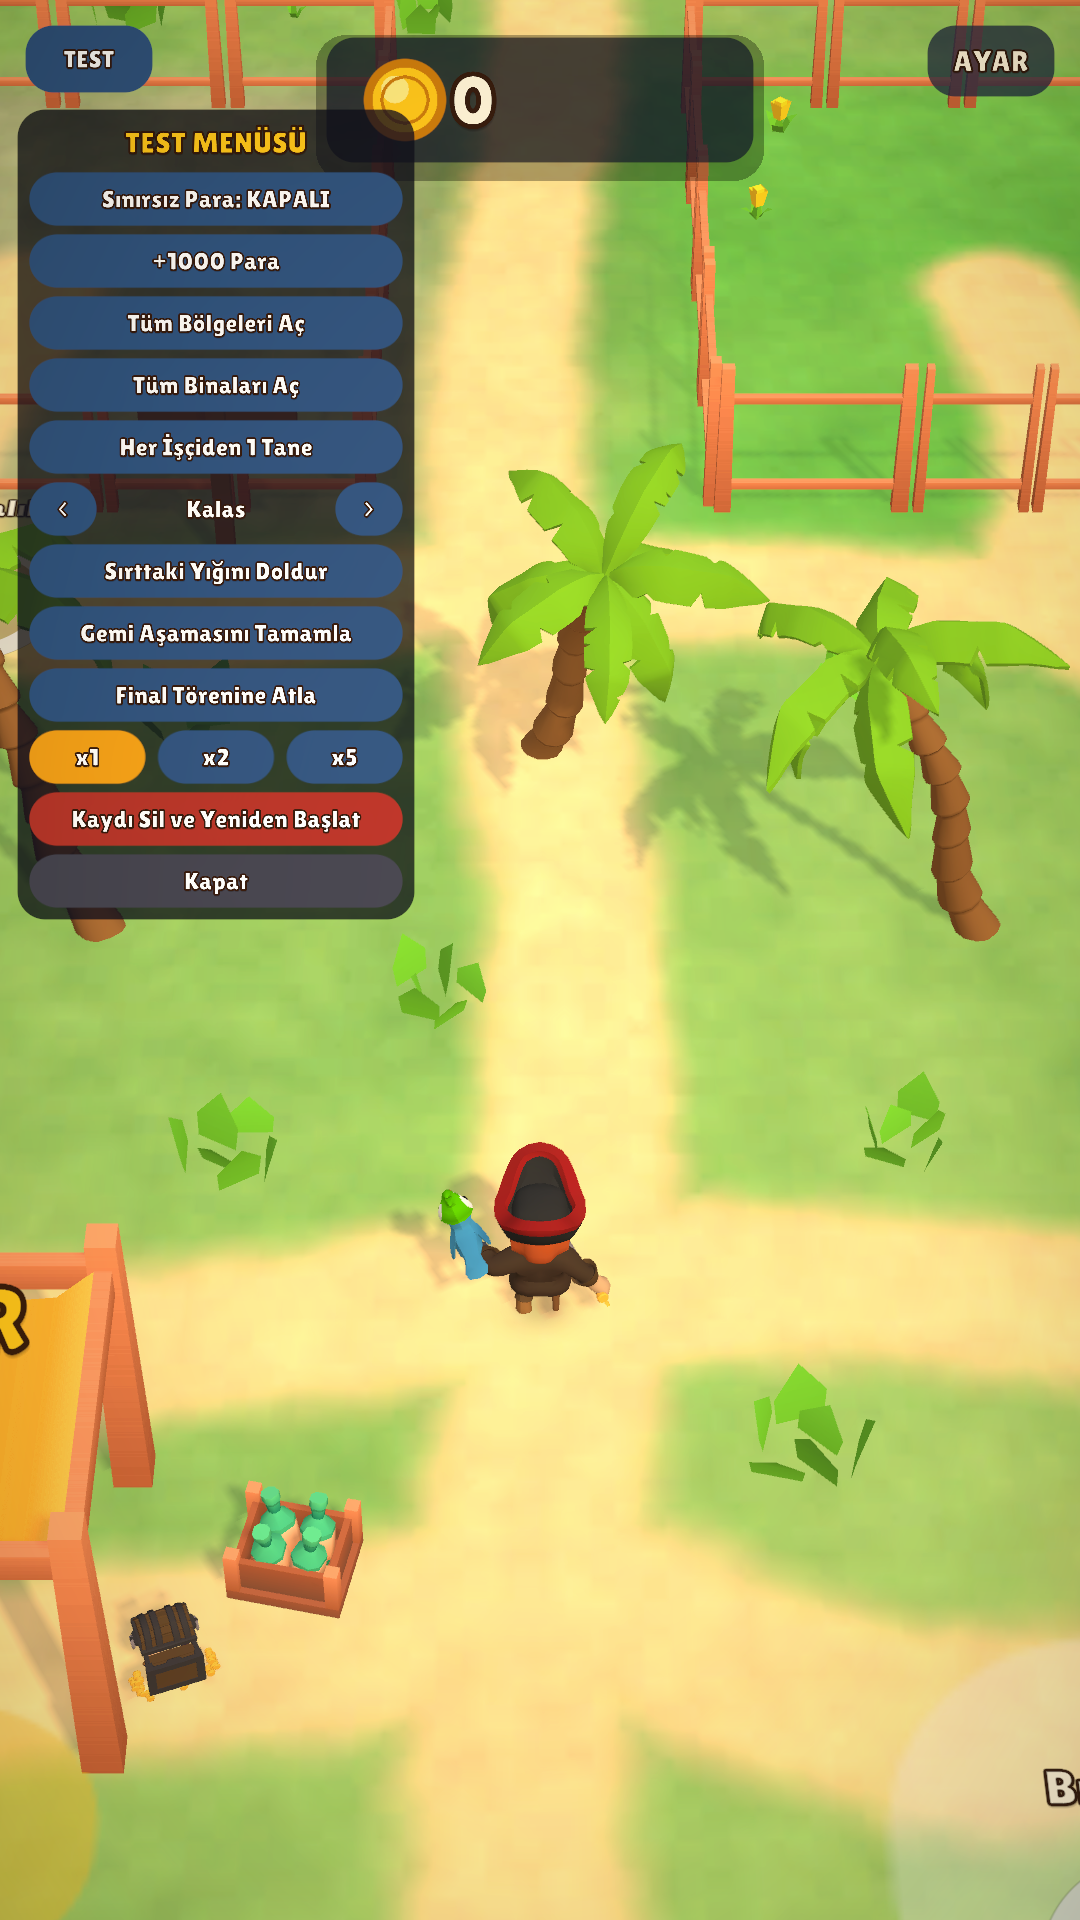 TEST
AYAR
0
TEST MENÜSÜ
Sınırsız Para: KAPALI
+1000 Para
Tüm Bölgeleri Aç
Tüm Binaları Aç
Her İşçiden 1 Tane
< Kalas >
Sırttaki Yığını Doldur
Gemi Aşamasını Tamamla
Final Törenine Atla
x1 x2 x5
Kaydı Sil ve Yeniden Başlat
Kapat